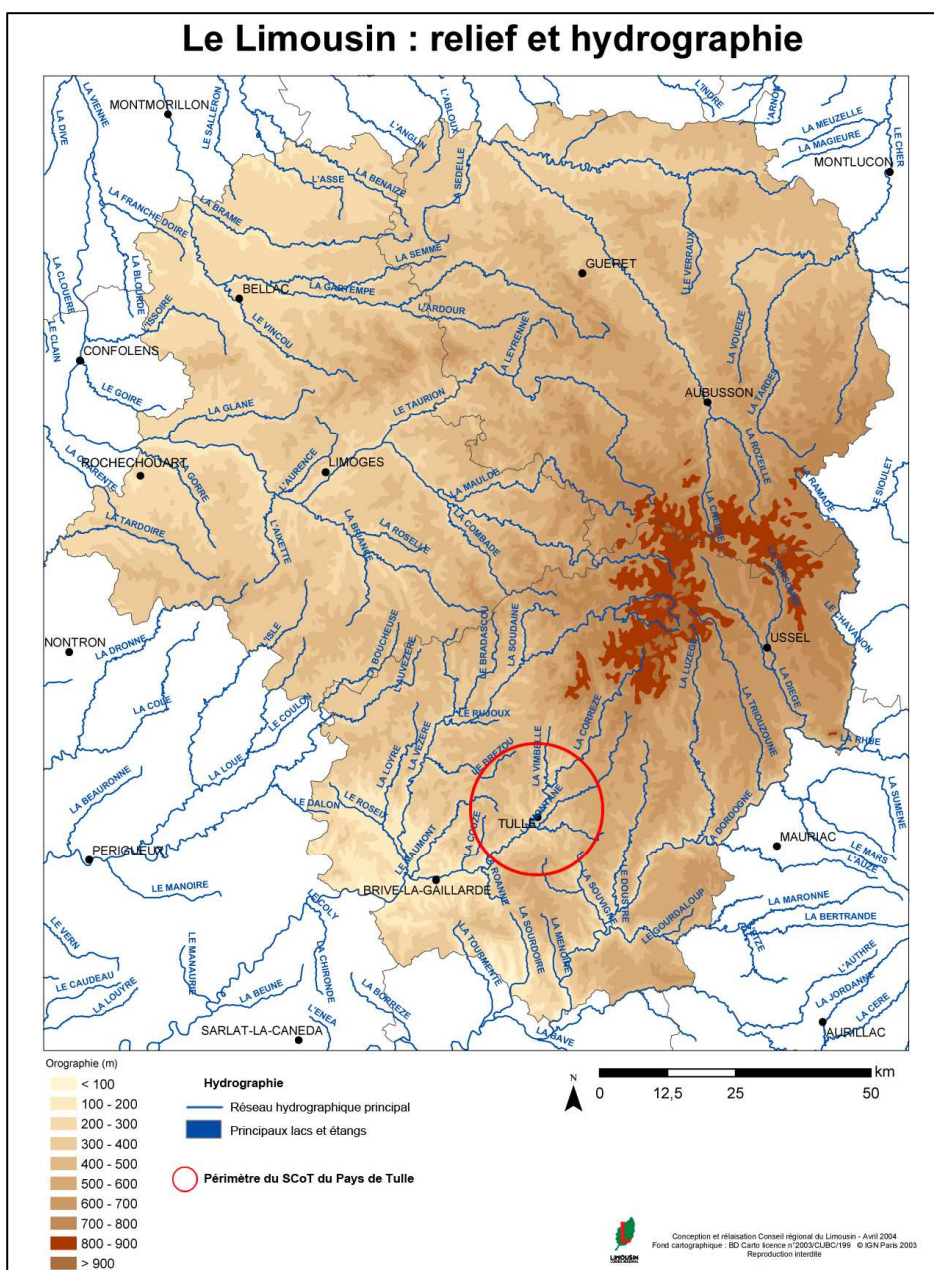 Le Limousin : relief et hydrographie
LA VIENNE
LA DIVE
MONTMORILLON
LE SALLERON
L'ANGLIN
L'ABLOUX
LA SEDELLE
L'INDRE
L'ARNON
LA MEUZELLE
LA MAGIEURE
LE CHER
MONTLUCON
L'ASSE
LA BENAIZE
LA BRAME
LA FRANCHE DOIRE
LA SEMME
GUERET
LE VERRAUX
LA CLOUERE
LA BLOURDE
L'ISSOIRE
BELLAC
LA GARTEMPE
L'ARDOUR
LE VINCOU
LA LEYRENNE
LA VOUEIZE
LE CLAIN
CONFOLENS
LE GOIRE
LA GLANE
LE TAURION
AUBUSSON
LA TARDES
LA CHARENTE
ROCHECHOUART
LA GORRE
L'AURENCE
LIMOGES
LA MAULDE
LA ROZEILLE
LA RAMADE
LE SIOULET
LA TARDOIRE
L'AIXETTE
LA BRIANCE
LA ROSELLE
LA COMBADE
LA CREUSE
NONTRON
LA DRONNE
L'ISLE
LA BOUCHEUSE
L'AUVEZERE
LE BRADASCOU
LA SOUDAINE
LA LUZEGE
USSEL
LE CHAVANON
LA COLE
LE COULON
LE RUJOUX
LA CORREZE
LA TRIOUZOUNE
LA DIEGE
LA RHUE
LA LOUE
LA BEAURONNE
LA LOYRE
LA VEZERE
LE BREZOU
LA VIMBELLE
LA SUMENE
LE DALON
LE ROSEIX
LE MAUMONT
LA COUZE
TULLE
LA DORDOGNE
MAURIAC
LE MARS
L'AUZE
PERIGUEUX
LE MANOIRE
BRIVE-LA-GAILLARDE
LA ROANNE
LA SOUVIGNE
LE DOUSTRE
LA MARONNE
LA BERTRANDE
LE COLY
LE GOURDALOUP
LE VERN
LE MANAURIE
LA CHIRONDE
LA TOURMENTE
LA SOURDOIRE
LA MENOIRE
L'AUTHRE
LE CAUDEAU
LA LOUYRE
LA BEUNE
LA BORREZE
LA JORDANNE
LA CERE
SARLAT-LA-CANEDA
L'ENEA
LA BAVE
AURILLAC
Orographie (m)
< 100
100 - 200
200 - 300
300 - 400
400 - 500
500 - 600
600 - 700
700 - 800
800 - 900
> 900
Hydrographie
Réseau hydrographique principal
Principaux lacs et étangs
Périmètre du SCoT du Pays de Tulle
N
0 12,5 25 50
km
LIMOUSIN
Conception et rélaisation Conseil régional du Limousin - Avril 2004
Fond cartographique : BD Carto licence n°2003/CUBC/199 © IGN Paris 2003
Reproduction interdite